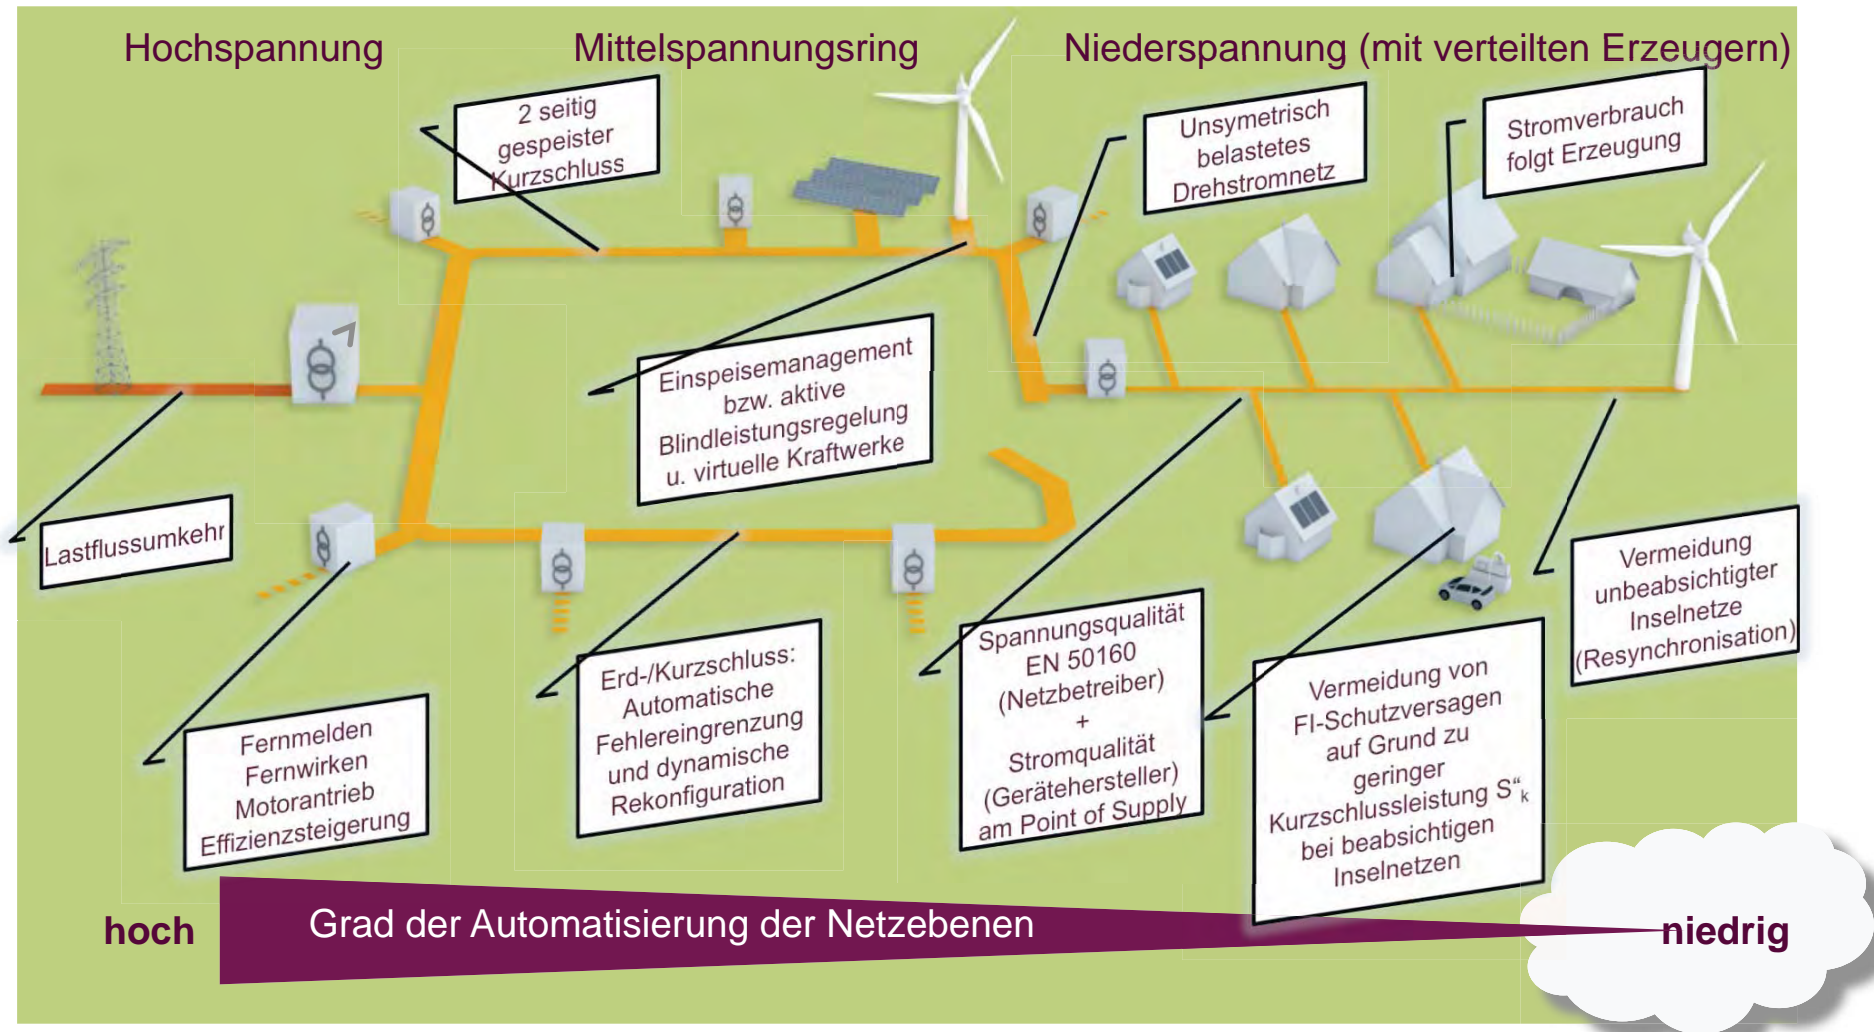 Hochspannung
Mittelspannungsring
Niederspannung (mit verteilten Erzeugern)
2 seitig
gespeister
Kurzschluss
Unsymetrisch
belastetes
Drehstromnetz
Stromverbrauch
folgt Erzeugung
Einspeisemanagement
bzw. aktive
Blindleistungsregelung
u. virtuelle Kraftwerke
Lastflussumkehr
Fernmelden
Fernwirken
Motorantrieb
Effizienzsteigerung
Erd-/Kurzschluss:
Automatische
Fehlereingrenzung
und dynamische
Rekonfiguration
Spannungsqualität
EN 50160
(Netzbetreiber)
+
Stromqualität
(Gerätehersteller)
am Point of Supply
Vermeidung von
FI-Schutzversagen
auf Grund zu
geringer
Kurzschlussleistung S“k
bei beabsichtigen
Inselnetzen
Vermeidung
unbeabsichtigter
Inselnetze
(Resynchronisation)
hoch
Grad der Automatisierung der Netzebenen
niedrig